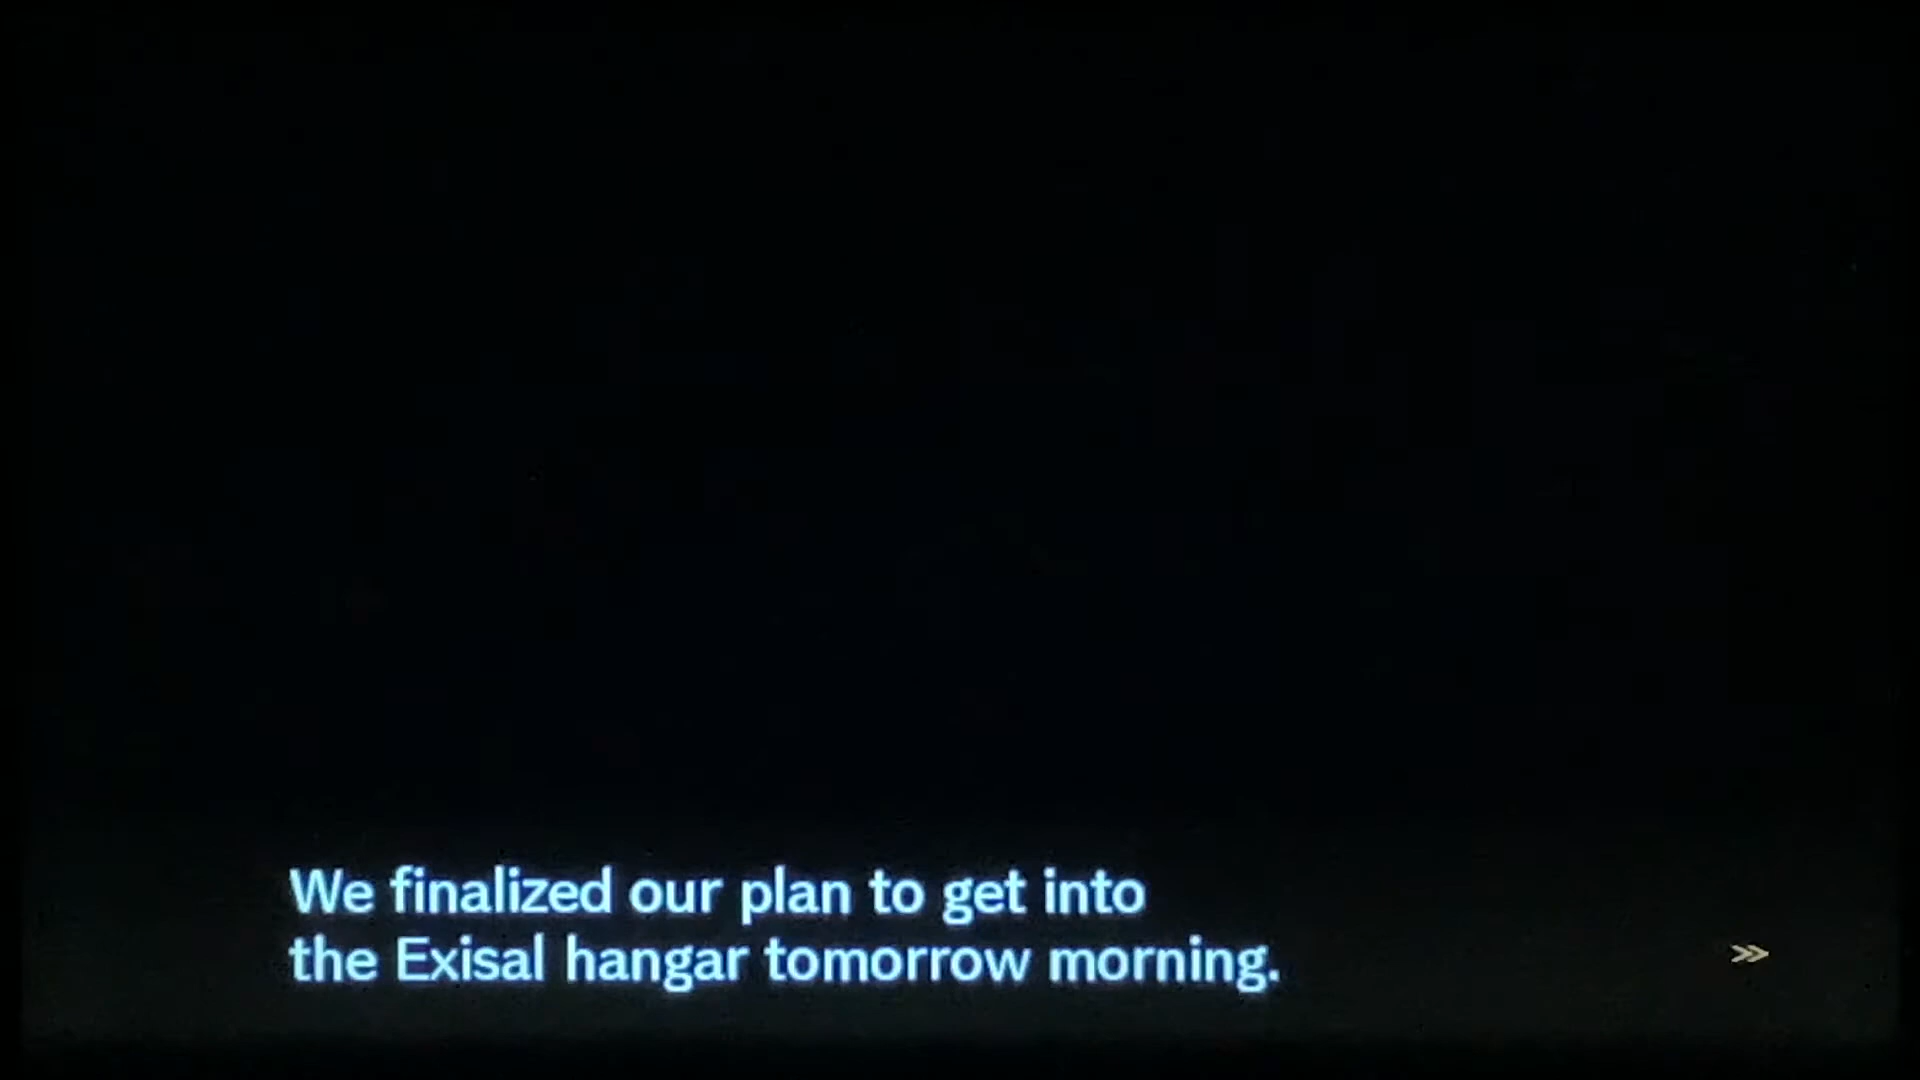 We finalized our plan to get into
the Exisal hangar tomorrow morning.